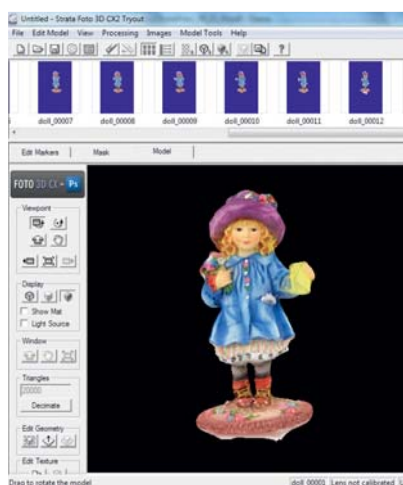 Untitled - Strata Foto 3D CX2 Tryout
File Edit Model View Processing Images Model Tools Help
doll_00007 doll_00008 doll_00009 doll_00010 doll_00011 doll_00012
Edit Markers Mask Model
FOTO 3D CX + Ps
Viewpoint
Display
Show Mat
Light Source
Window
Triangles
20000
Decimate
Edit Geometry
Edit Texture
Drag to rotate the model. doll_00001 Lens not calibrated